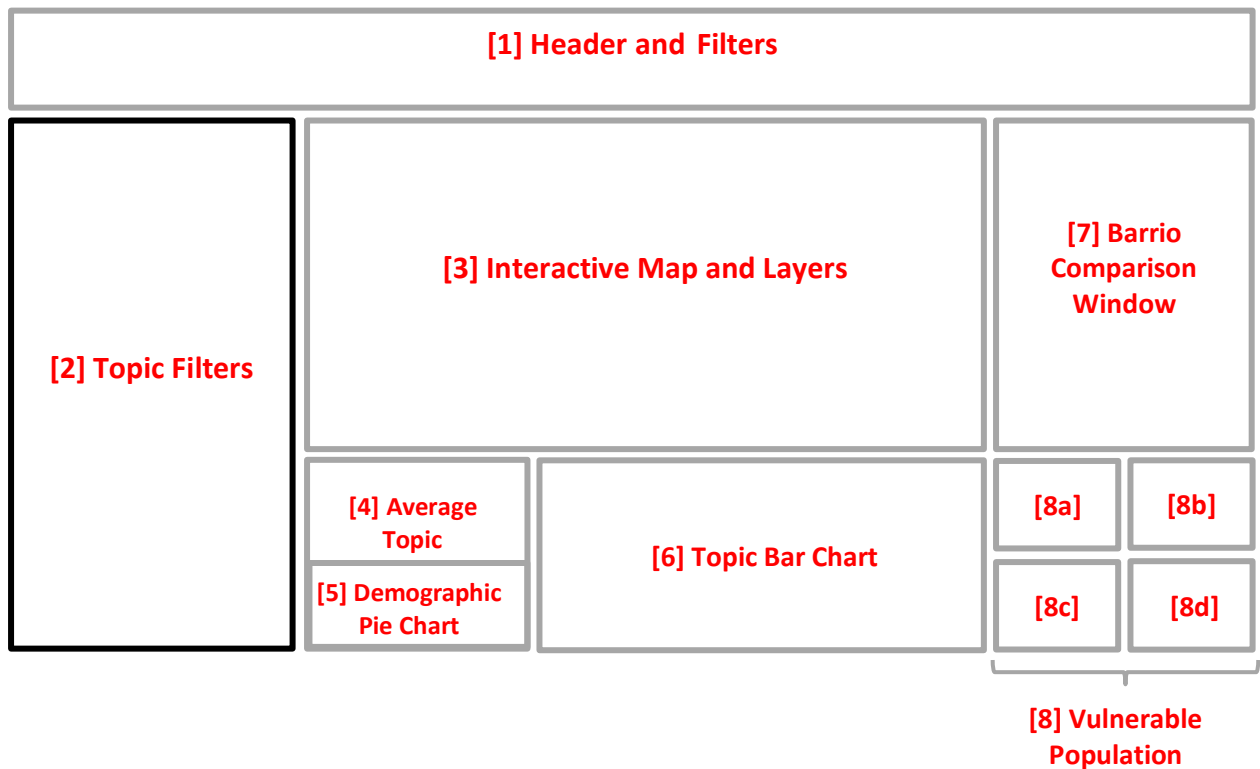 [1] Header and Filters
[2] Topic Filters
[3] Interactive Map and Layers
[7] Barrio
Comparison
Window
[4] Average
Topic
[5] Demographic
Pie Chart
[6] Topic Bar Chart
[8a]
[8b]
[8c]
[8d]
[8] Vulnerable
Population